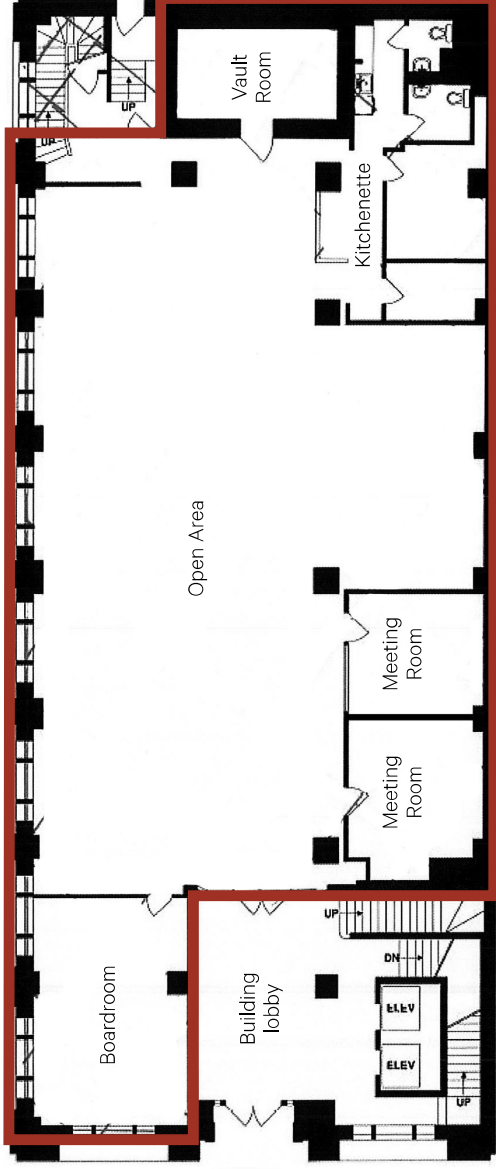 UP
UP
Vault
Room
Kitchenette
Open Area
Meeting
Room
Meeting
Room
Boardroom
Building
lobby
UP
DN
ELEV
ELEV
UP